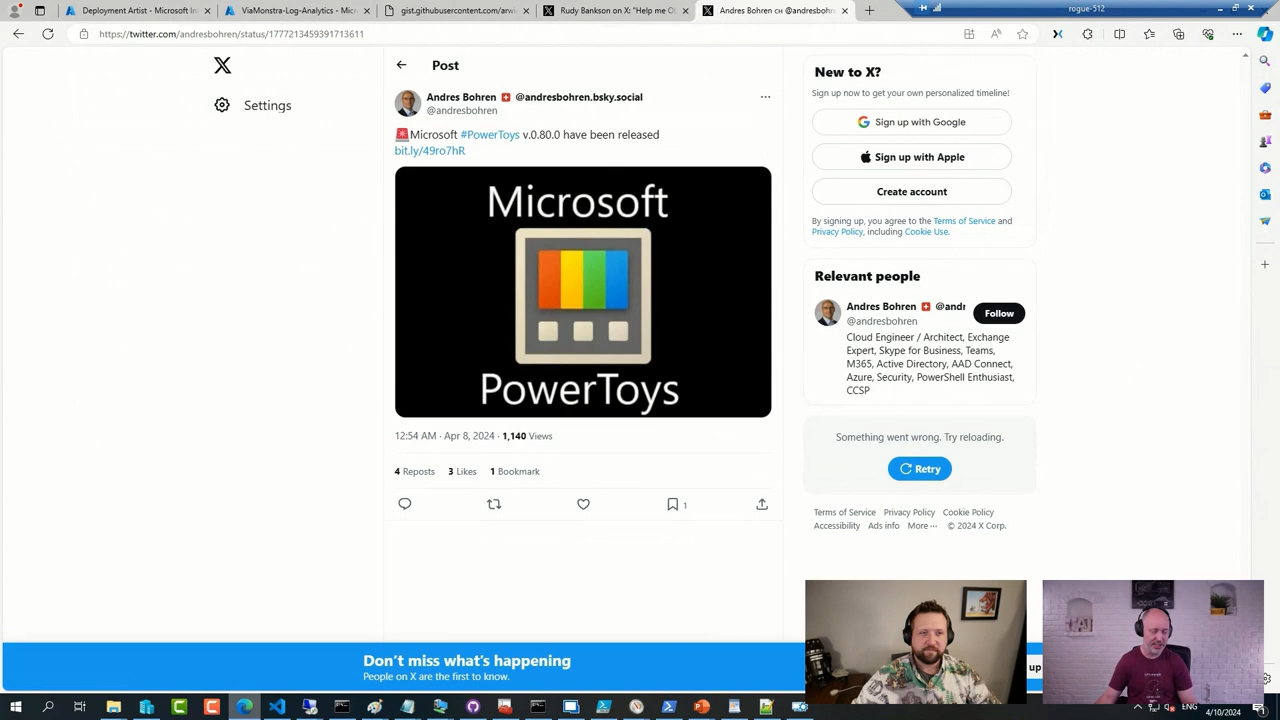 Deployment Artist - Microsoft In
ViaMonstra-Log-Analytics - Micr
gist.githubusercontent.com/arwi
Rudy Bankson on X: "Help me OL
Andres Bohren
@andresbohren
rogue-512
https://twitter.com/andresbohren/status/1777213459391713611
Settings
Post
Andres Bohren @andresbohren.bsky.social
@andresbohren
Microsoft #PowerToys v.0.80.0 have been released
bit.ly/49ro7hR
Microsoft
PowerToys
12:54 AM · Apr 8, 2024 · 1,140 Views
4 Reposts 3 Likes 1 Bookmark
1
New to X?
Sign up now to get your own personalized timeline!
Sign up with Google
Sign up with Apple
Create account
By signing up, you agree to the Terms of Service and
Privacy Policy, including Cookie Use.
Relevant people
Andres Bohren @andr
@andresbohren
Follow
Cloud Engineer / Architect, Exchange
Expert, Skype for Business, Teams,
M365, Active Directory, AAD Connect,
Azure, Security, PowerShell Enthusiast,
CCSP
Something went wrong. Try reloading.
Retry
Terms of Service Privacy Policy Cookie Policy
Accessibility Ads info More ··· © 2024 X Corp.
Don't miss what's happening
People on X are the first to know.
up
ENG
4/10/2024